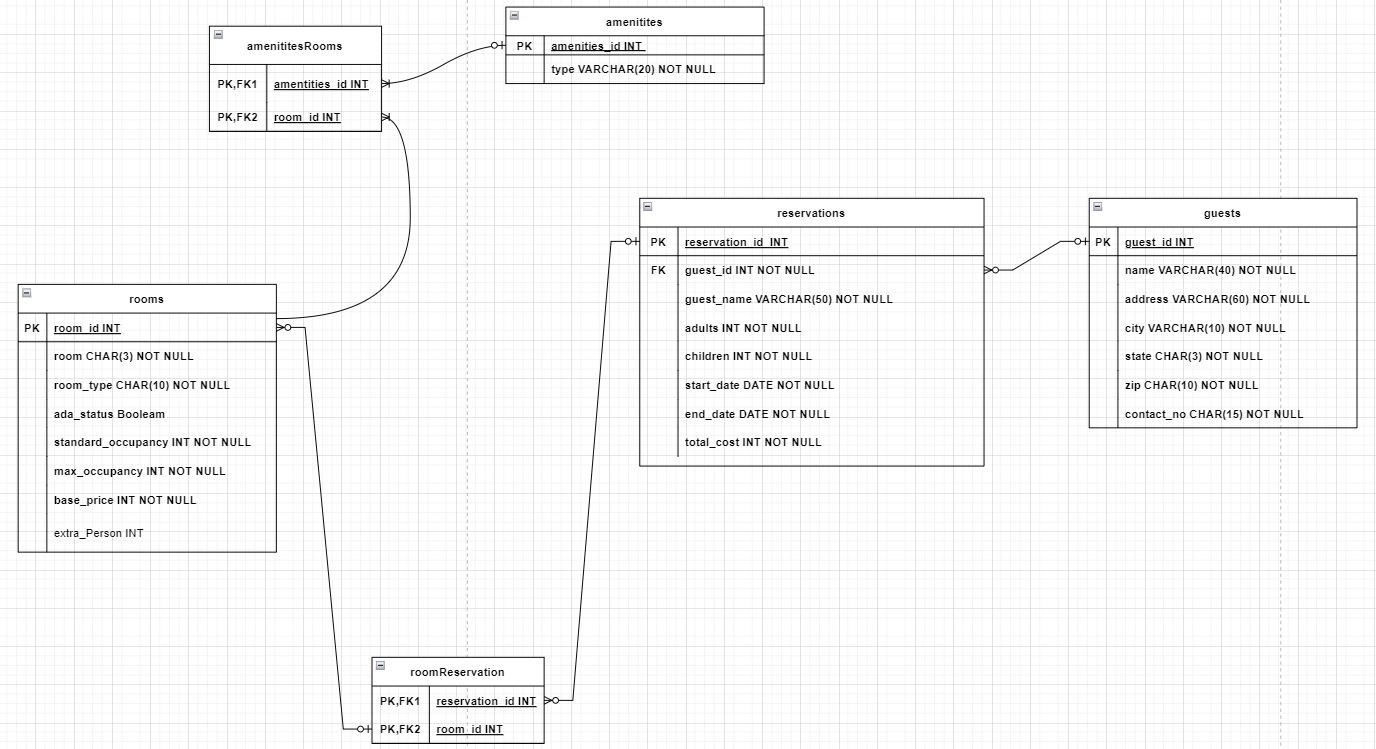 amenitites
PK amenities_id INT
type VARCHAR(20) NOT NULL
amenititesRooms
PK,FK1 amentities_id INT
PK,FK2 room_id INT
reservations
PK reservation_id INT
FK guest_id INT NOT NULL
guest_name VARCHAR(50) NOT NULL
adults INT NOT NULL
children INT NOT NULL
start_date DATE NOT NULL
end_date DATE NOT NULL
total_cost INT NOT NULL
guests
PK guest_id INT
name VARCHAR(40) NOT NULL
address VARCHAR(60) NOT NULL
city VARCHAR(10) NOT NULL
state CHAR(3) NOT NULL
zip CHAR(10) NOT NULL
contact_no CHAR(15) NOT NULL
rooms
PK room_id INT
room CHAR(3) NOT NULL
room_type CHAR(10) NOT NULL
ada_status Booleam
standard_occupancy INT NOT NULL
max_occupancy INT NOT NULL
base_price INT NOT NULL
extra_Person INT
roomReservation
PK,FK1 reservation_id INT
PK,FK2 room_id INT